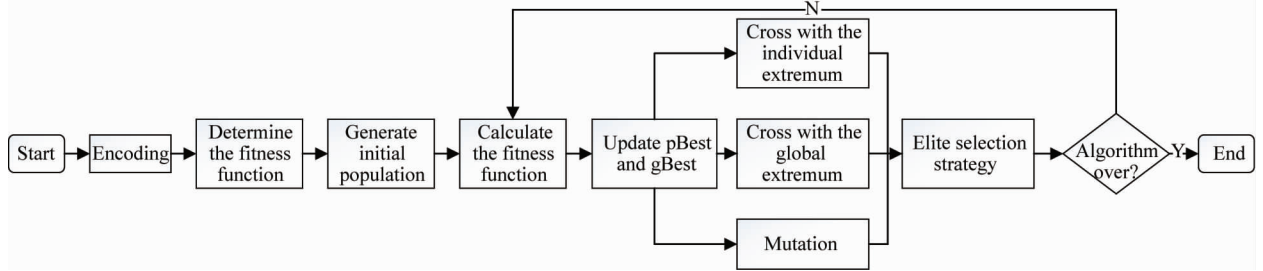 N
Start
Encoding
Determine
the fitness
function
Generate
initial
population
Calculate
the fitness
function
Update pBest
and gBest
Cross with the
individual
extremum
Cross with the
global
extremum
Mutation
Elite selection
strategy
Algorithm
over?
Y
End